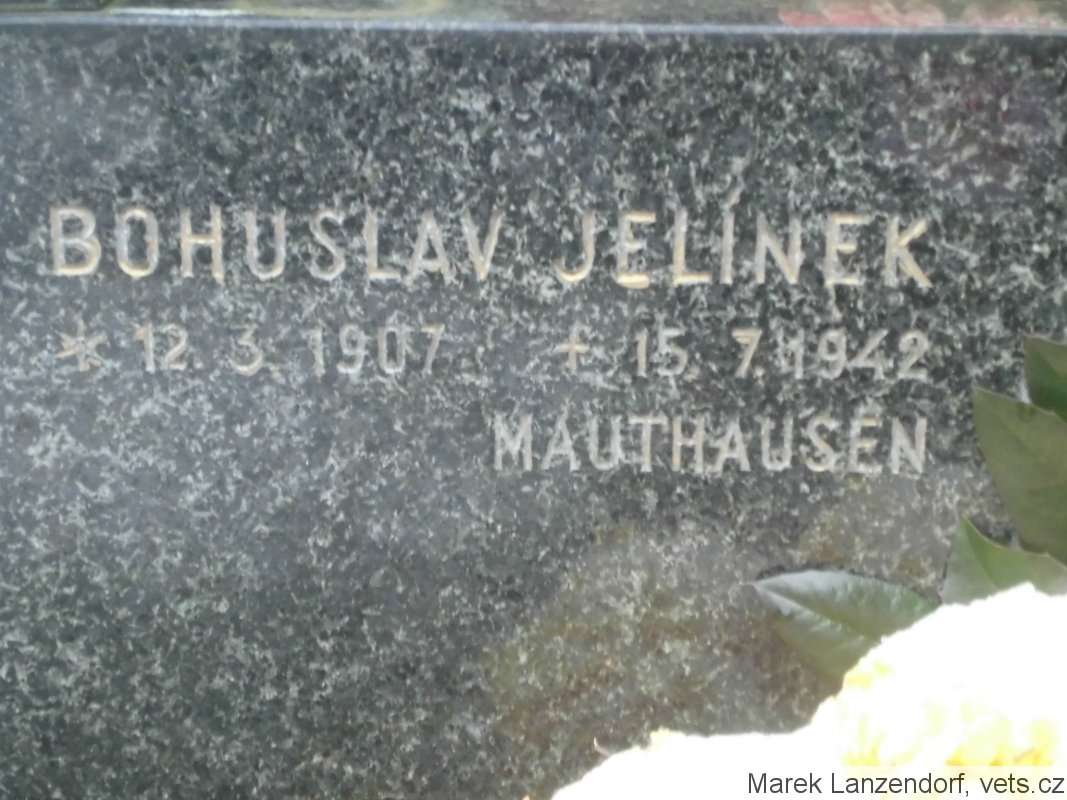 BOHUSLAV JELÍNEK
* 12. 3. 1907 + 15. 7. 1942
MAUTHAUSEN
Marek Lanzendorf, vets.cz